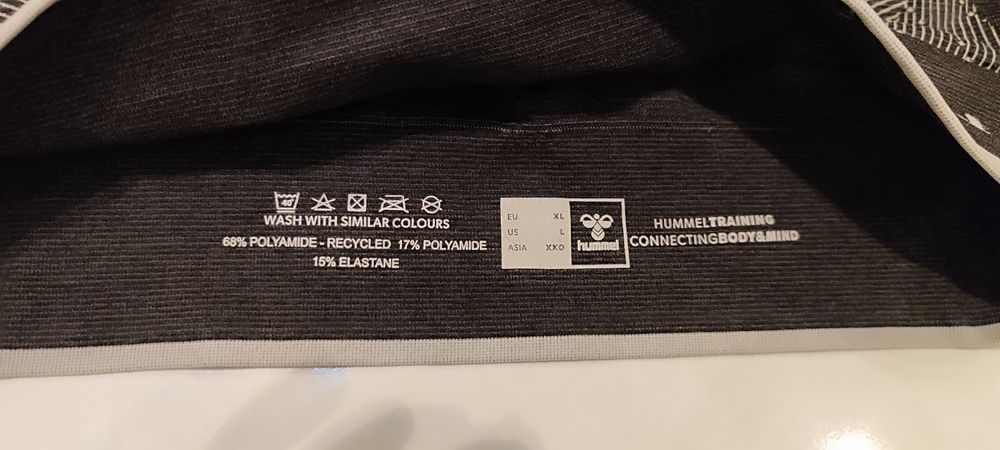 40
WASH WITH SIMILAR COLOURS
68% POLYAMIDE - RECYCLED 17% POLYAMIDE
15% ELASTANE
EU XL
US L
ASIA XXO
hummel
HUMMELTRAINING
CONNECTINGBODY&MIND